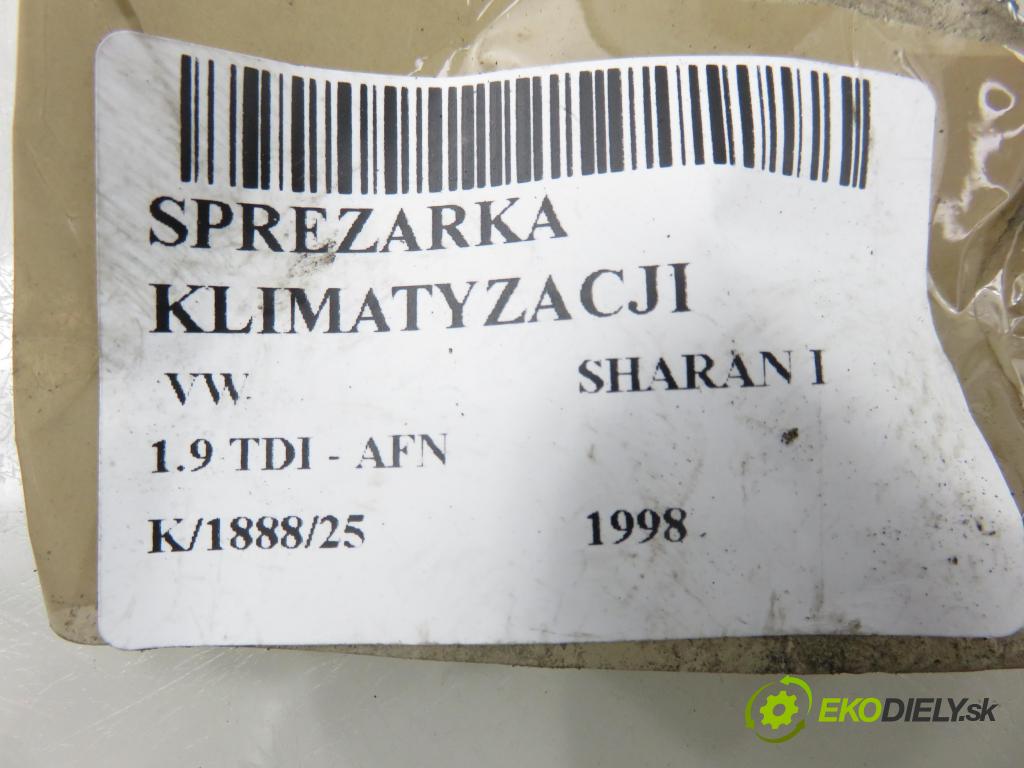 SPREZARKA
KLIMATYZACJI
VW SHARAN I
1.9 TDI - AFN
K/1888/25 1998
EKODIELY.sk